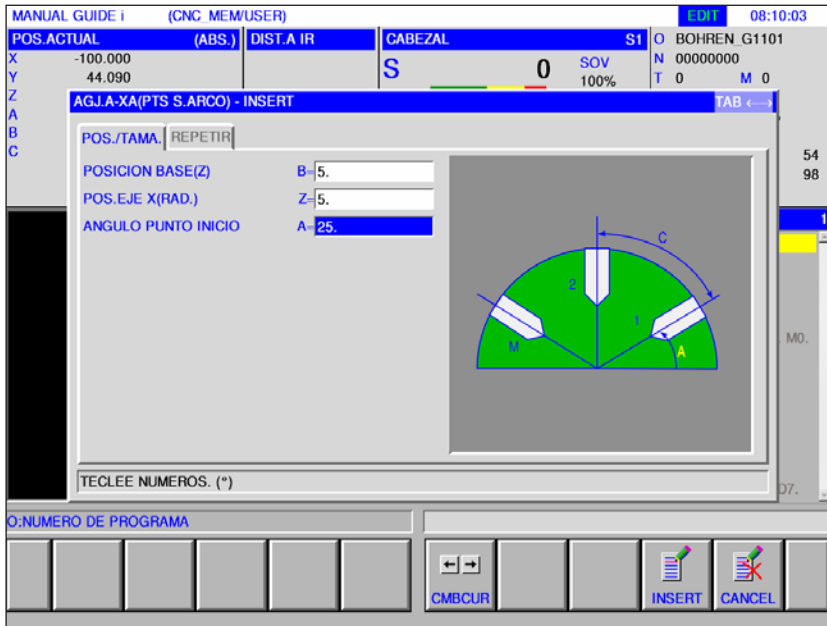 MANUAL GUIDE i (CNC_MEM/USER) EDIT 08:10:03
POS.ACTUAL (ABS.) DIST.A IR CABEZAL S1 O BOHREN_G1101
X -100.000 S 0 SOV 100% N 00000000
Y 44.090 T 0 M 0
Z
A
B
C
54
98
AGJ.A-XA(PTS S.ARCO) - INSERT TAB ←→
POS./TAMA. REPETIR
POSICION BASE(Z) B=5.
POS.EJE X(RAD.) Z=5.
ANGULO PUNTO INICIO A=25.
C
2
1
M
A
1
M0.
D7.
TECLEE NUMEROS. (°)
O:NUMERO DE PROGRAMA
←→
CMBCUR INSERT CANCEL